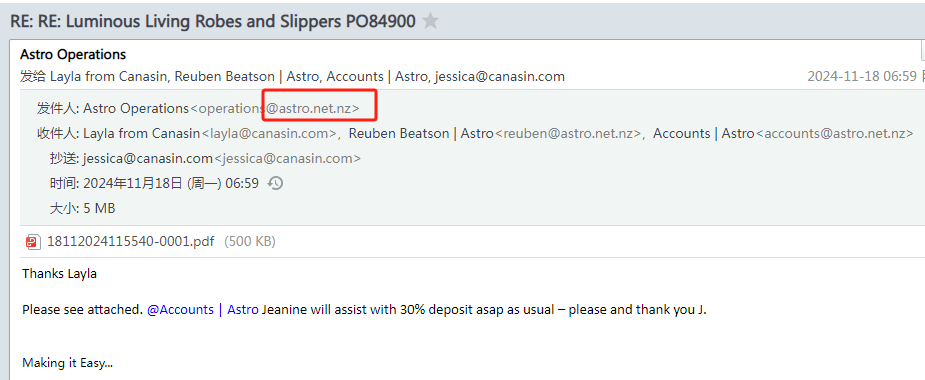 RE: RE: Luminous Living Robes and Slippers PO84900
Astro Operations
发给 Layla from Canasin, Reuben Beatson | Astro, Accounts | Astro, jessica@canasin.com 2024-11-18 06:59
发件人: Astro Operations<operations@astro.net.nz>
收件人: Layla from Canasin<layla@canasin.com>, Reuben Beatson | Astro<reuben@astro.net.nz>, Accounts | Astro<accounts@astro.net.nz>
抄送: jessica@canasin.com<jessica@canasin.com>
时间: 2024年11月18日 (周一) 06:59
大小: 5 MB
18112024115540-0001.pdf (500 KB)
Thanks Layla
Please see attached. @Accounts | Astro Jeanine will assist with 30% deposit asap as usual – please and thank you J.
Making it Easy...